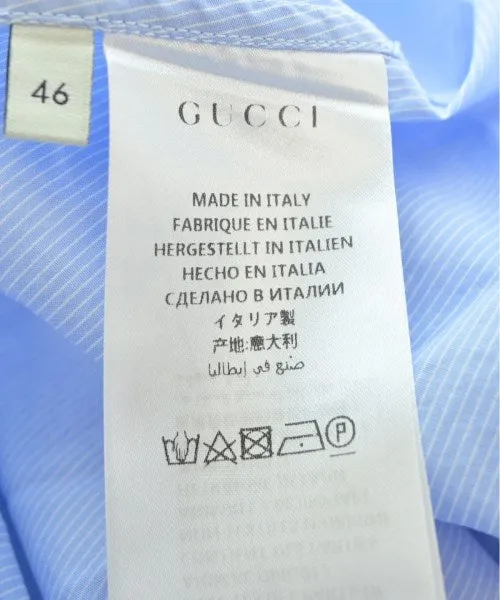 46
GUCCI
MADE IN ITALY
FABRIQUE EN ITALIE
HERGESTELLT IN ITALIEN
HECHO EN ITALIA
СДЕЛАНО В ИТАЛИИ
イタリア製
产地:意大利
صنع في إيطاليا
P